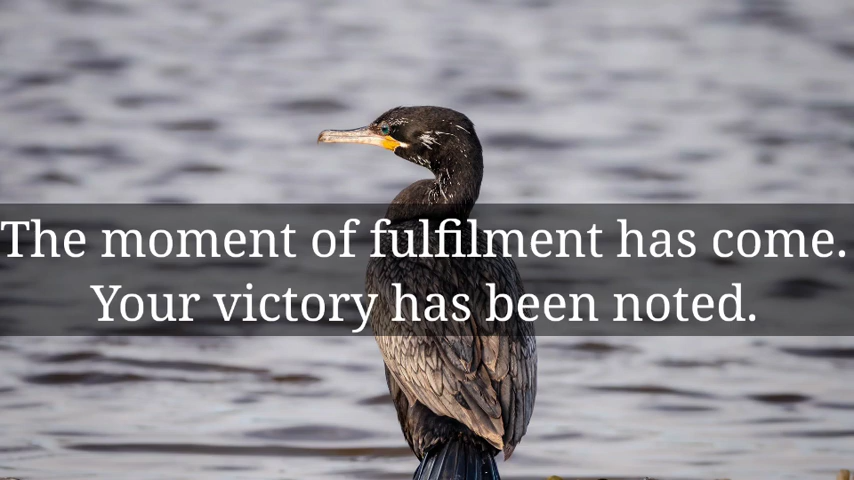 The moment of fulfilment has come.
Your victory has been noted.